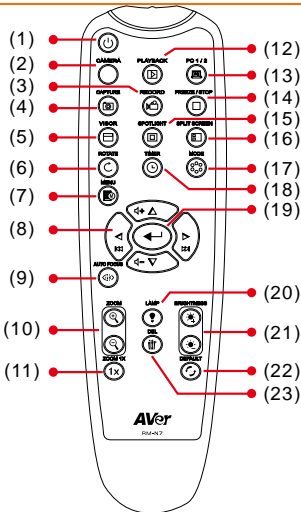 (1)
(2) CAMERA PLAYBACK PC 1 / 2 (12)
(3) (13)
(4) CAPTURE RECORD FREEZE / STOP (14)
(15)
(5) VISOR SPOTLIGHT SPLIT SCREEN (16)
(6) ROTATE TIMER MODE (17)
(18)
(7) MENU
(8) (19)
(9) AUTO FOCUS
(20)
ZOOM LAMP BRIGHTNESS
(10) (21)
DEL
ZOOM 1X DEFAULT
(11) 1x (22)
(23)
AVer
RM-N7